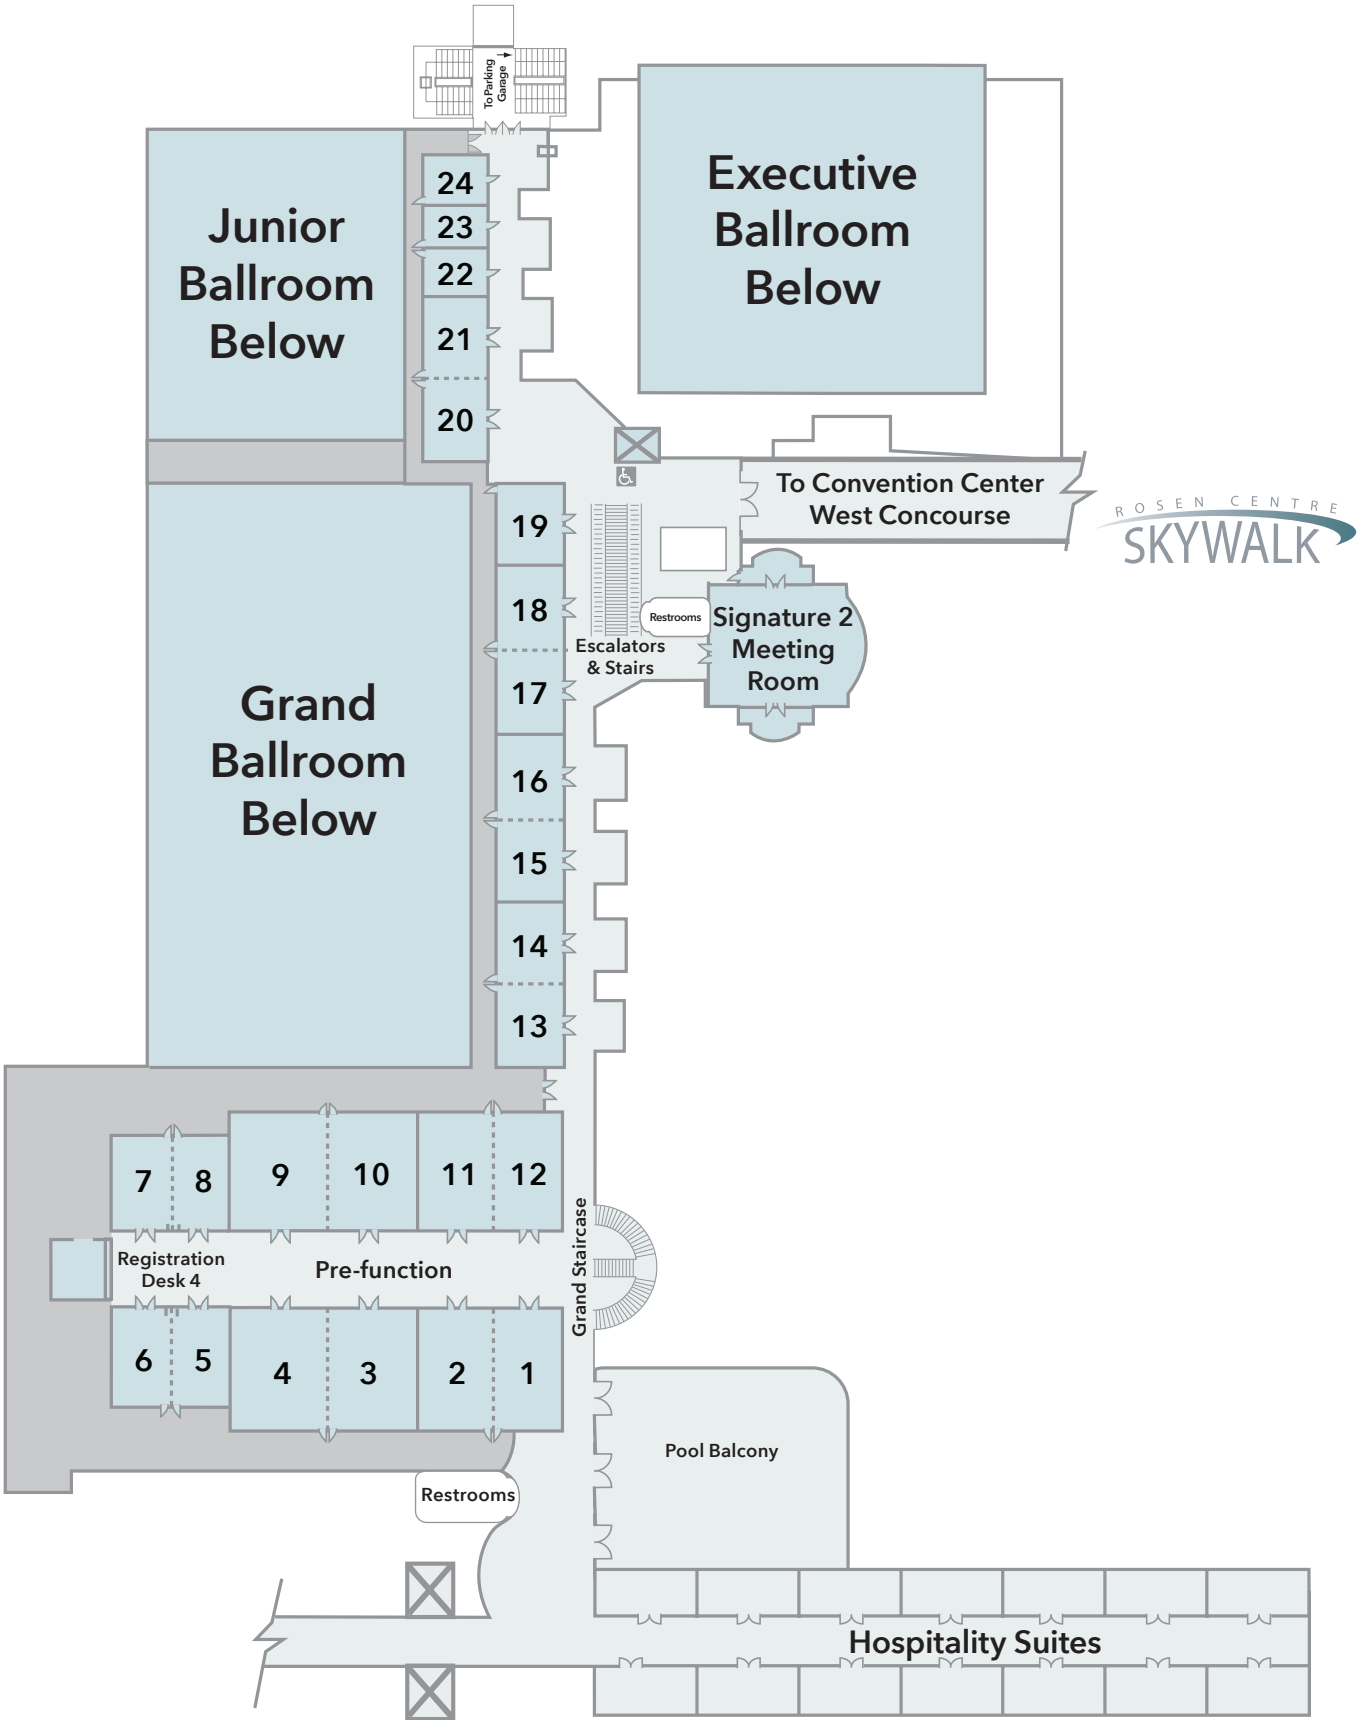 To Parking
Garage
Executive
Ballroom
Below
Junior
Ballroom
Below
24
23
22
21
20
To Convention Center
West Concourse
ROSEN CENTRE
SKYWALK
19
18
17
16
15
14
13
Restrooms
Escalators
& Stairs
Signature 2
Meeting
Room
Grand
Ballroom
Below
7
8
9
10
11
12
Registration
Desk 4
Pre-function
Grand Staircase
6
5
4
3
2
1
Pool Balcony
Restrooms
Hospitality Suites